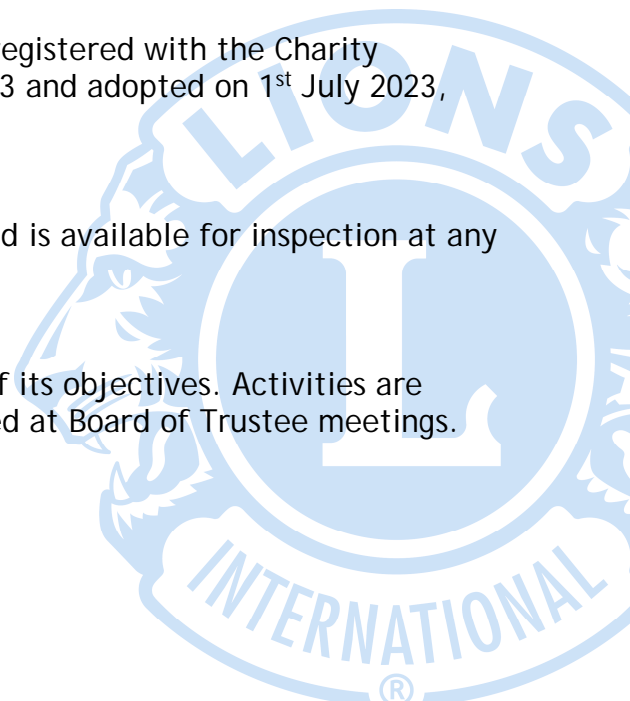 registered with the Charity
3 and adopted on 1st July 2023,
d is available for inspection at any
f its objectives. Activities are
ed at Board of Trustee meetings.
LIONS
L
INTERNATIONAL
®